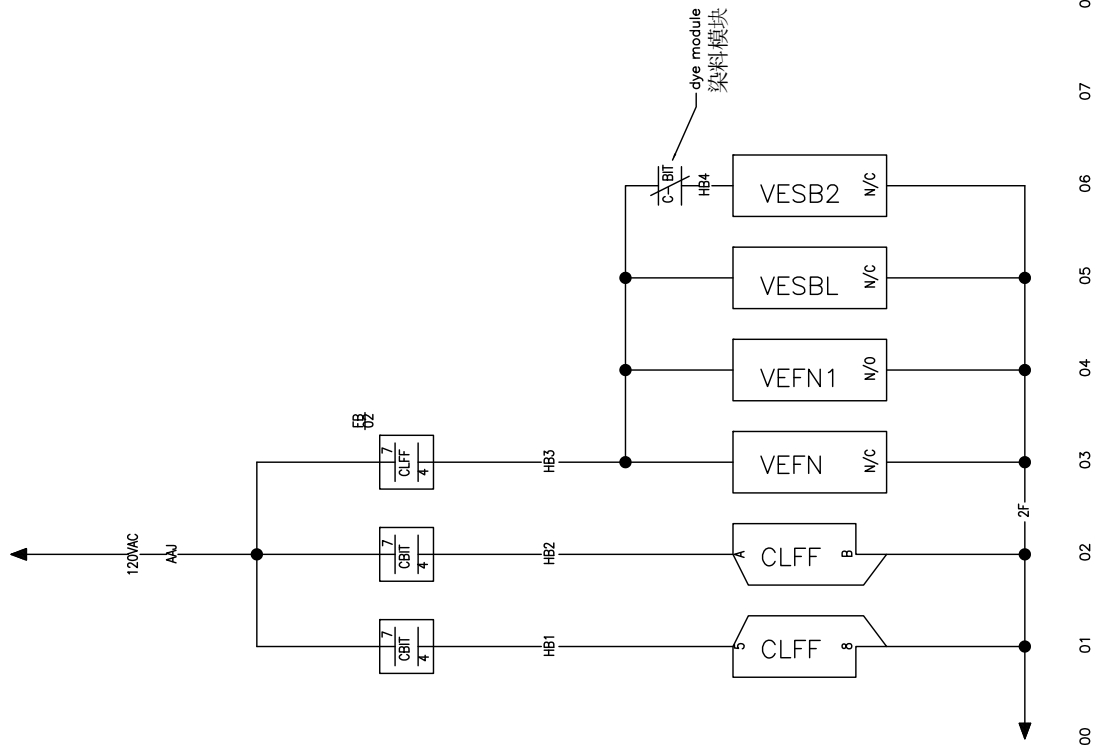 0
07
06
05
04
03
02
01
00
dye module
染料模块
120VAC
AAJ
FB
02
7
CLFF
4
HB3
7
CBIT
4
HB2
7
CBIT
4
HB1
C-BIT
HB4
VESB2
N/C
VESBL
N/C
VEFN1
N/O
VEFN
N/C
A
CLFF
B
5
CLFF
8
2F